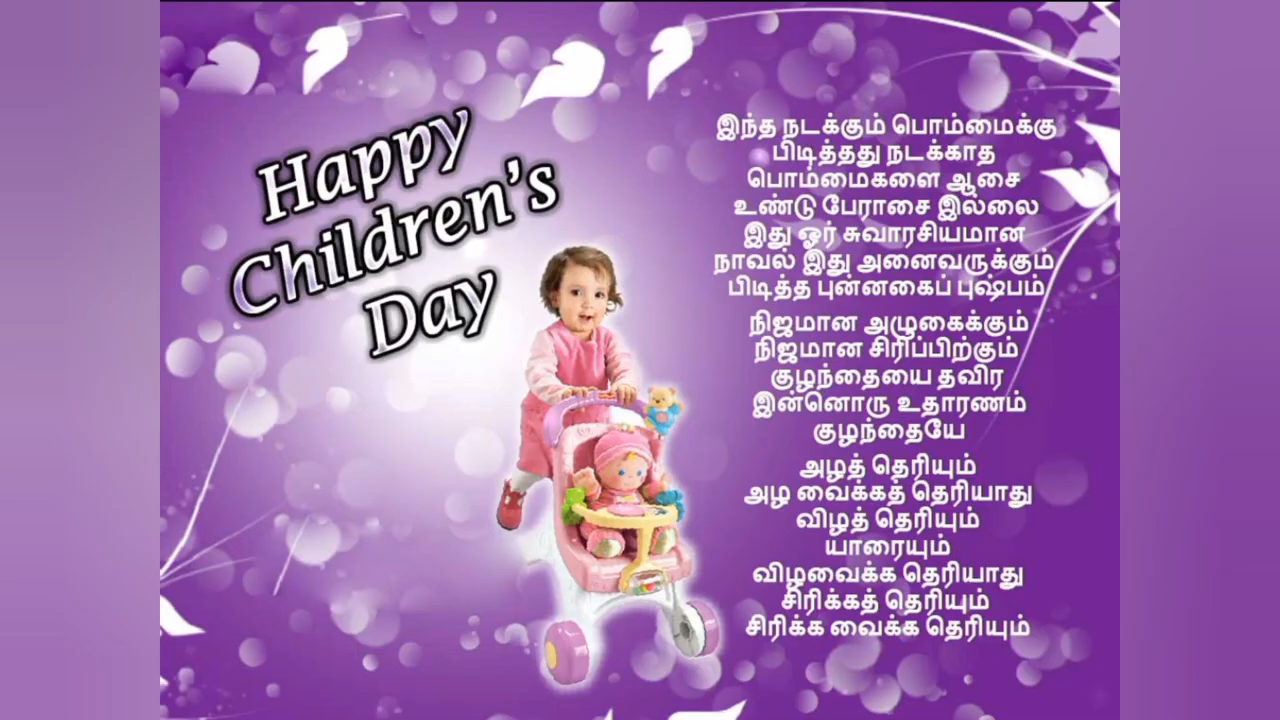 Happy
Children's
Day
இந்த நடக்கும் பொம்மைக்கு
பிடித்தது நடக்காத
பொம்மைகளை ஆசை
உண்டு பேராசை இல்லை
இது ஓர் சுவாரசியமான
நாவல் இது அனைவருக்கும்
பிடித்த புன்னகைப் புஷ்பம்
நிஜமான அழுகைக்கும்
நிஜமான சிரிப்பிற்கும்
குழந்தையை தவிர
இன்னொரு உதாரணம்
குழந்தையே
அழத் தெரியும்
அழ வைக்கத் தெரியாது
விழத் தெரியும்
யாரையும்
விழவைக்க தெரியாது
சிரிக்கத் தெரியும்
சிரிக்க வைக்க தெரியும்